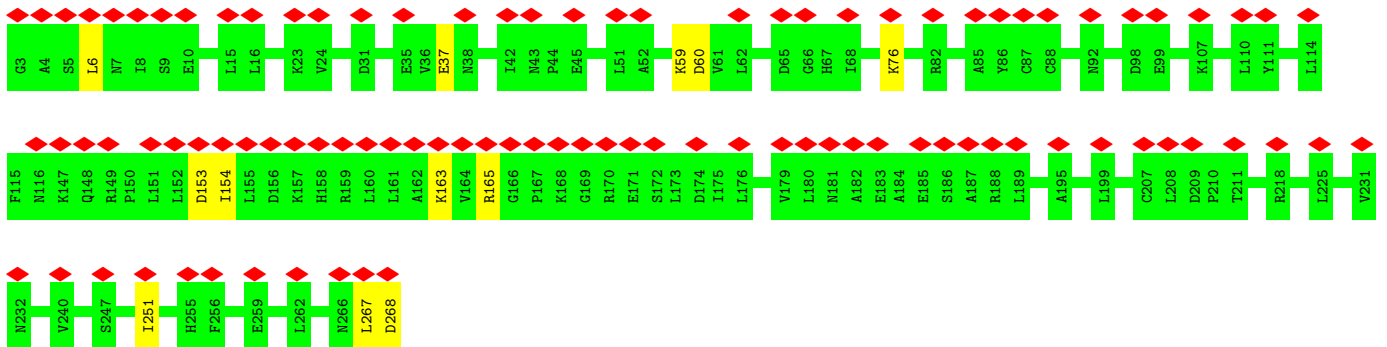 G3 A4 S5 L6 N7 I8 S9 E10 L15 L16 K23 V24 D31 E35 V36 E37 N38 I42 N43 P44 E45 L51 A52 K59 D60 V61 L62 D65 G66 H67 I68 K76 R82 A85 Y86 C87 C88 N92 D98 E99 K107 L110 Y111 L114
F115 N116 K147 Q148 R149 P150 L151 L152 D153 I154 L155 D156 K157 H158 R159 L160 L161 A162 K163 V164 R165 G166 P167 K168 G169 R170 E171 S172 L173 D174 I175 L176 V179 L180 N181 A182 E183 A184 E185 S186 A187 R188 L189 A195 L199 C207 L208 D209 P210 T211 R218 L225 V231
N232 V240 S247 I251 H255 F256 E259 L262 N266 L267 D268